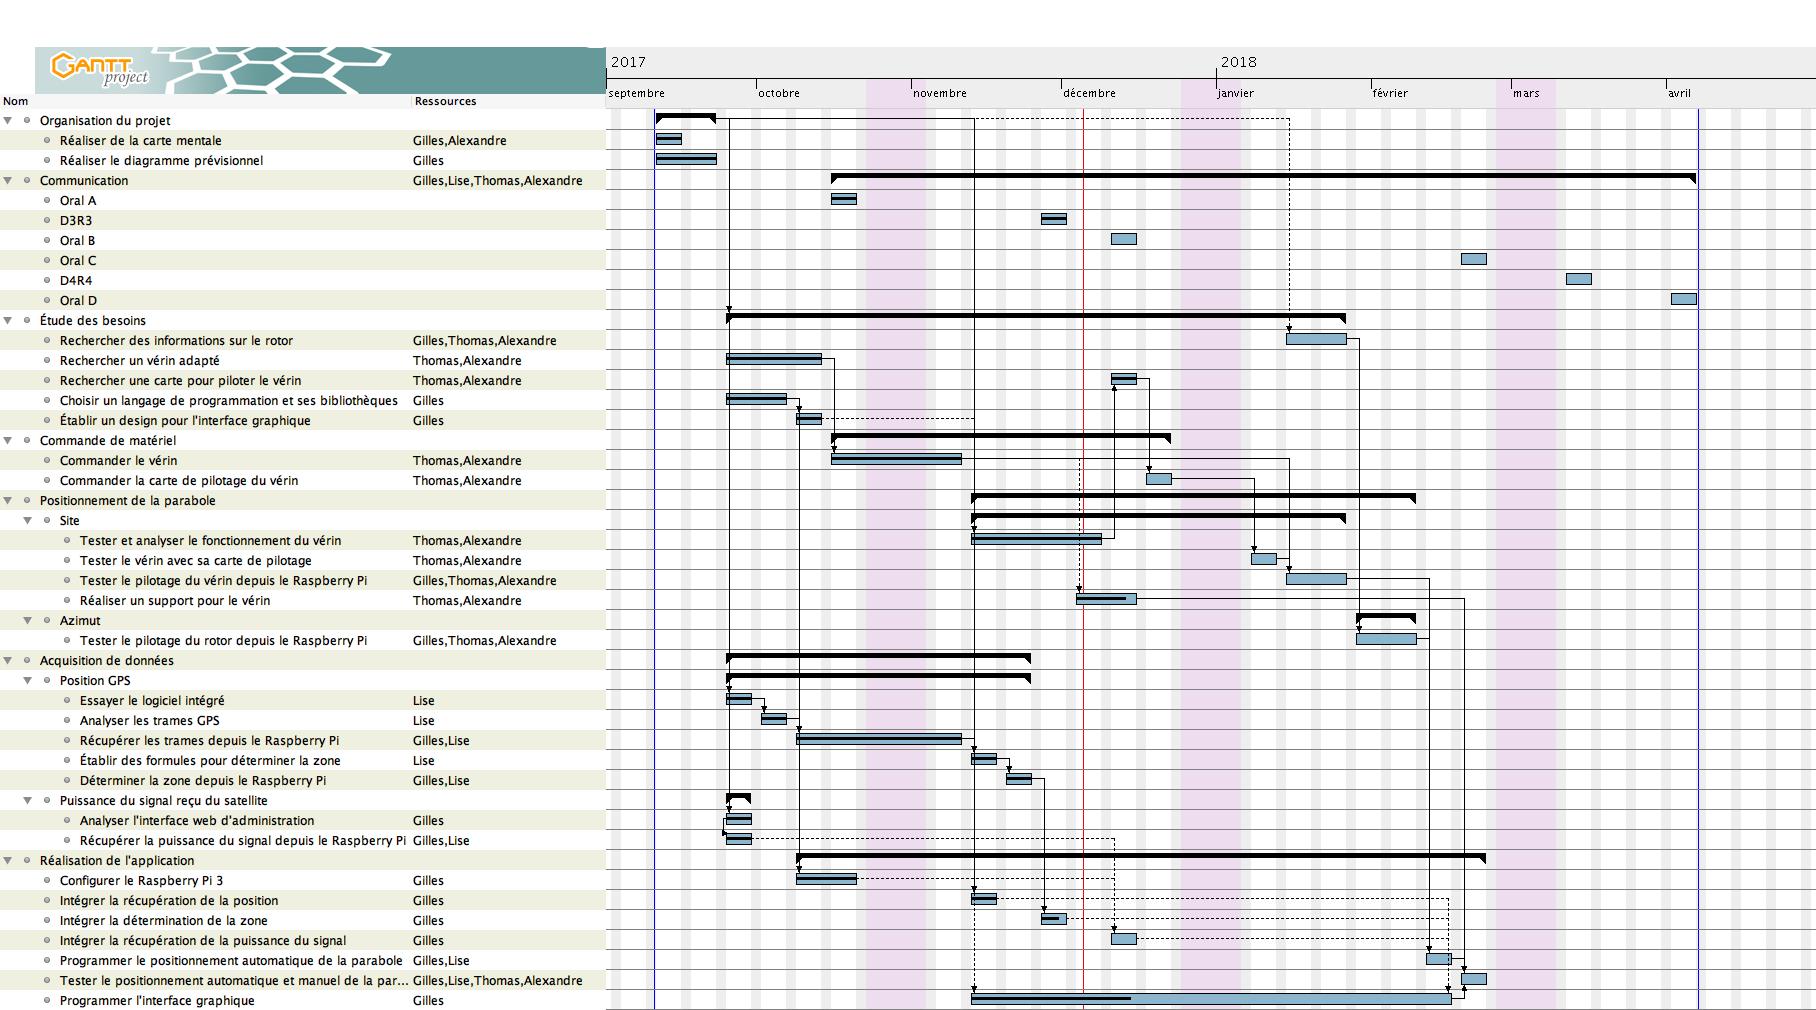 GANTT
project
2017 2018
septembre octobre novembre décembre janvier février mars avril
Nom Ressources
Organisation du projet
Réaliser de la carte mentale Gilles,Alexandre
Réaliser le diagramme prévisionnel Gilles
Communication Gilles,Lise,Thomas,Alexandre
Oral A
D3R3
Oral B
Oral C
D4R4
Oral D
Étude des besoins
Rechercher des informations sur le rotor Gilles,Thomas,Alexandre
Rechercher un vérin adapté Thomas,Alexandre
Rechercher une carte pour piloter le vérin Thomas,Alexandre
Choisir un langage de programmation et ses bibliothèques Gilles
Établir un design pour l'interface graphique Gilles
Commande de matériel
Commander le vérin Thomas,Alexandre
Commander la carte de pilotage du vérin Thomas,Alexandre
Positionnement de la parabole
Site
Tester et analyser le fonctionnement du vérin Thomas,Alexandre
Tester le vérin avec sa carte de pilotage Thomas,Alexandre
Tester le pilotage du vérin depuis le Raspberry Pi Gilles,Thomas,Alexandre
Réaliser un support pour le vérin Thomas,Alexandre
Azimut
Tester le pilotage du rotor depuis le Raspberry Pi Gilles,Thomas,Alexandre
Acquisition de données
Position GPS
Essayer le logiciel intégré Lise
Analyser les trames GPS Lise
Récupérer les trames depuis le Raspberry Pi Gilles,Lise
Établir des formules pour déterminer la zone Lise
Déterminer la zone depuis le Raspberry Pi Gilles,Lise
Puissance du signal reçu du satellite
Analyser l'interface web d'administration Gilles
Récupérer la puissance du signal depuis le Raspberry Pi Gilles,Lise
Réalisation de l'application
Configurer le Raspberry Pi 3 Gilles
Intégrer la récupération de la position Gilles
Intégrer la détermination de la zone Gilles
Intégrer la récupération de la puissance du signal Gilles
Programmer le positionnement automatique de la parabole Gilles,Lise
Tester le positionnement automatique et manuel de la par... Gilles,Lise,Thomas,Alexandre
Programmer l'interface graphique Gilles